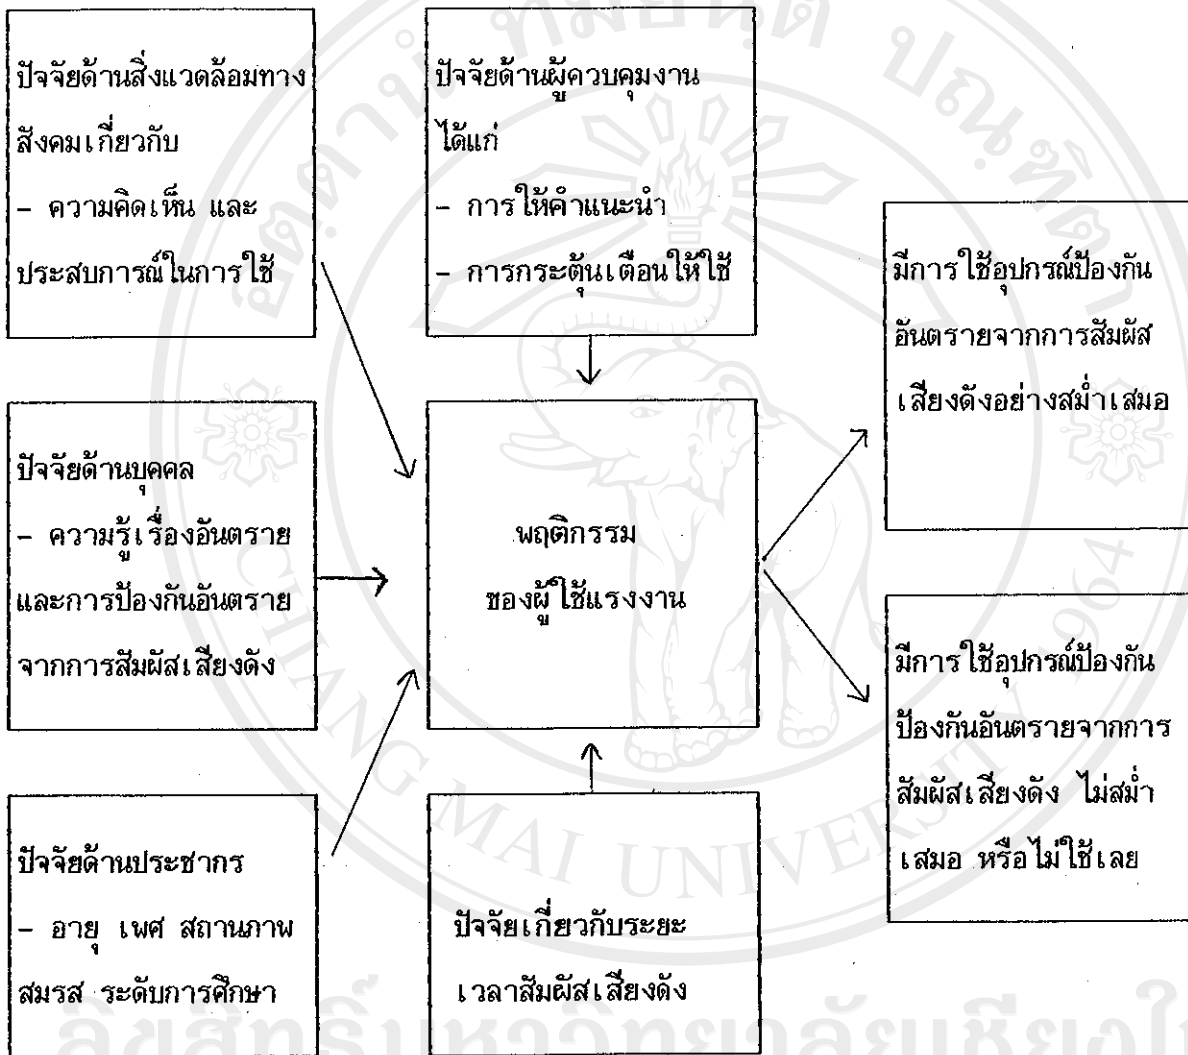 ปัจจัยด้านสิ่งแวดล้อมทาง
สังคมเกี่ยวกับ
- ความคิดเห็น และ
ประสบการณ์ในการใช้
ปัจจัยด้านผู้ควบคุมงาน
ได้แก่
- การให้คำแนะนำ
- การกระตุ้นเตือนให้ใช้
มีการใช้อุปกรณ์ป้องกัน
อันตรายจากการสัมผัส
เสียงดังอย่างสม่ำเสมอ
ปัจจัยด้านบุคคล
- ความรู้เรื่องอันตราย
และการป้องกันอันตราย
จากการสัมผัสเสียงดัง
พฤติกรรม
ของผู้ใช้แรงงาน
มีการใช้อุปกรณ์ป้องกัน
ป้องกันอันตรายจากการ
สัมผัสเสียงดัง ไม่สม่ำ
เสมอ หรือไม่ใช้เลย
ปัจจัยด้านประชากร
- อายุ เพศ สถานภาพ
สมรส ระดับการศึกษา
ปัจจัยเกี่ยวกับระยะ
เวลาสัมผัสเสียงดัง
CHIANG MAI UNIVERSITY 1964